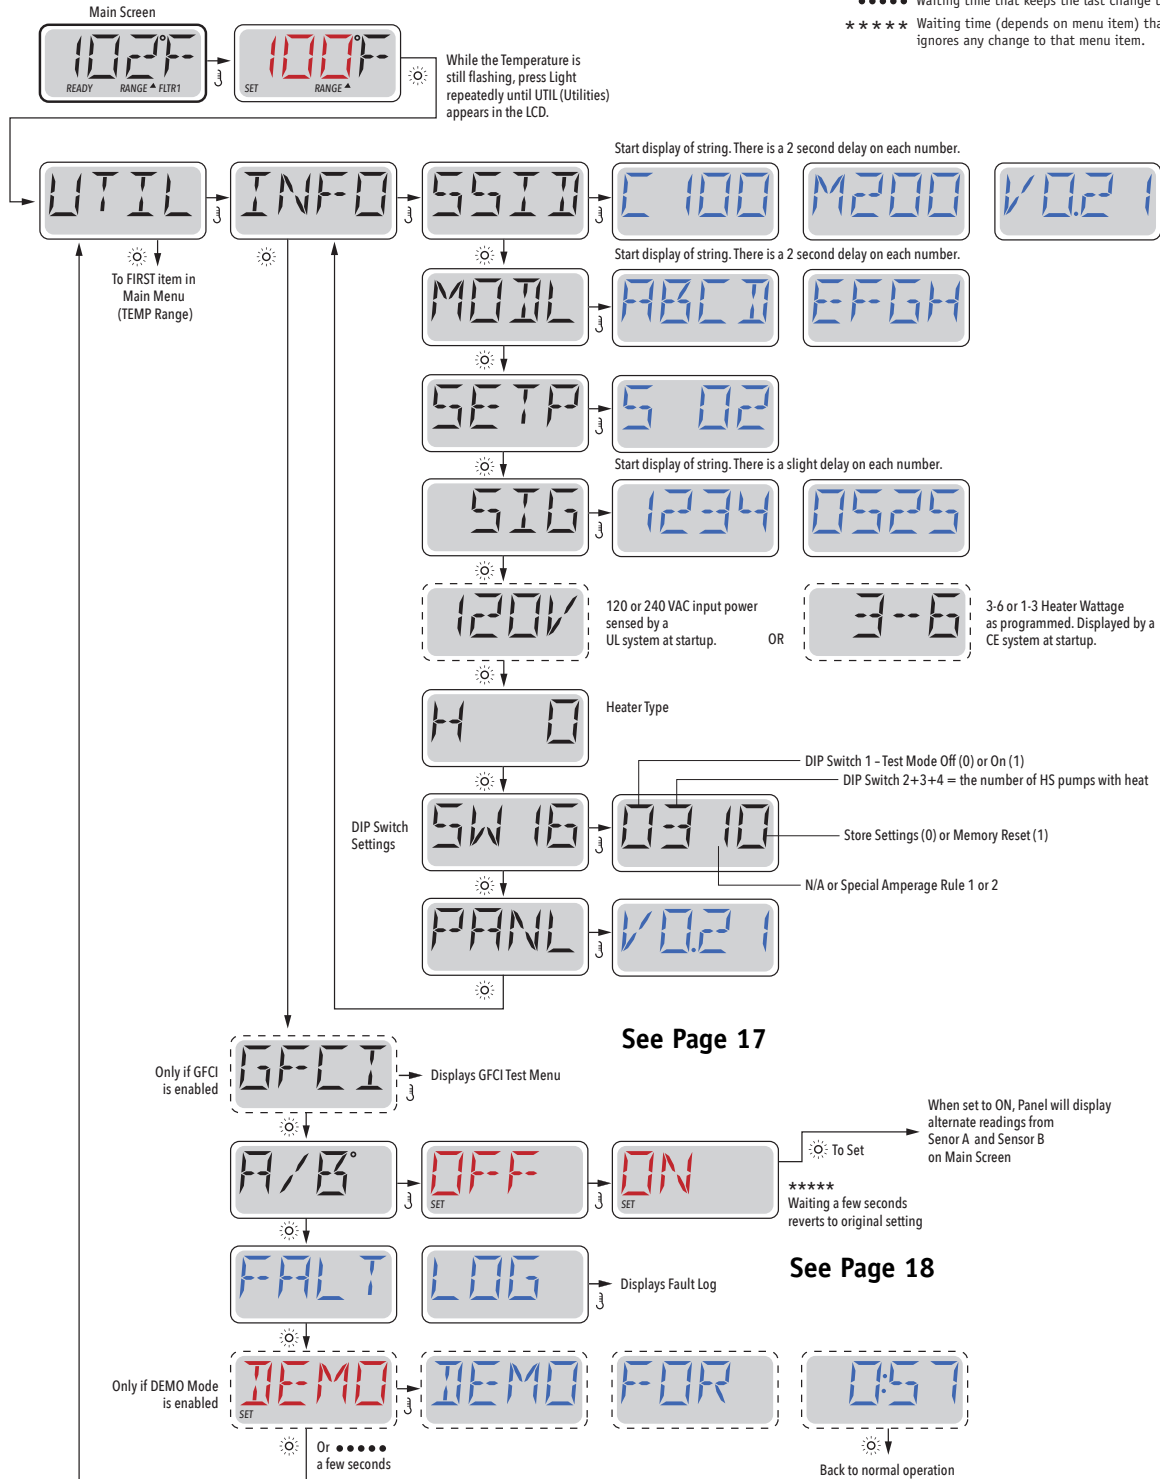 Main Screen
Waiting time that keeps the last change
***** Waiting time (depends on menu item)
ignores any change to that menu item.
102°F
READY RANGE FLTR1
100°F
SET RANGE
While the Temperature is
still flashing, press Light
repeatedly until UTIL (Utilities)
appears in the LCD.
Start display of string. There is a 2 second delay on each number.
UTIL
INFO
SSID
C 100
M200
V0.21
To FIRST item in
Main Menu
(TEMP Range)
Start display of string. There is a 2 second delay on each number.
MODL
ABCD
EFGH
SETP
S 02
Start display of string. There is a slight delay on each number.
SIG
1234
0525
120V
120 or 240 VAC input power
sensed by a
UL system at startup.
OR
3-6
3-6 or 1-3 Heater Wattage
as programmed. Displayed by a
CE system at startup.
H 0
Heater Type
DIP Switch 1 – Test Mode Off (0) or On (1)
DIP Switch 2+3+4 = the number of HS pumps with heat
DIP Switch
Settings
SW 16
0310
Store Settings (0) or Memory Reset (1)
N/A or Special Amperage Rule 1 or 2
PANL
V0.21
See Page 17
Only if GFCI
is enabled
GFCI
Displays GFCI Test Menu
When set to ON, Panel will display
alternate readings from
Senor A and Sensor B
on Main Screen
A/B°
OFF
SET
ON
SET
To Set
*****
Waiting a few seconds
reverts to original setting
See Page 18
FALT
LOG
Displays Fault Log
Only if DEMO Mode
is enabled
DEMO
SET
DEMO
FOR
0:57
Or •••••
a few seconds
Back to normal operation